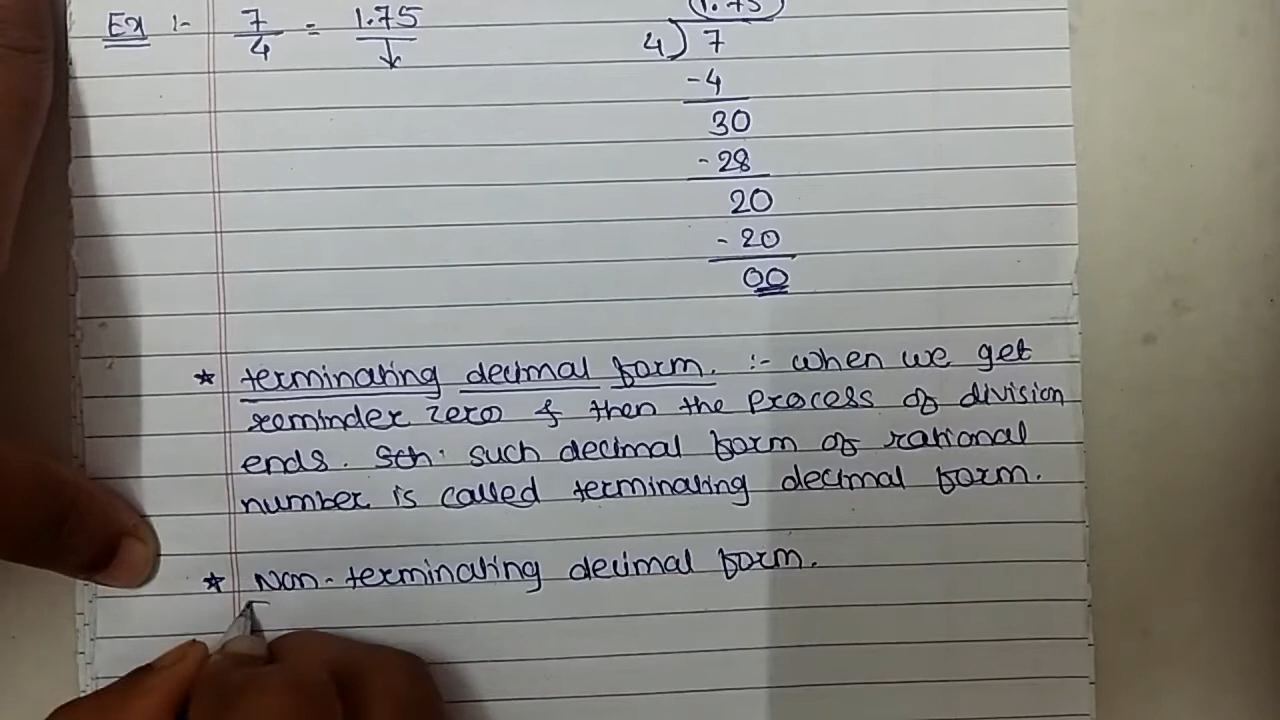 Ex :- 7/4 = 1.75
1.75
4) 7
-4
30
-28
20
-20
00
* terminating decimal form. :- when we get
reminder zero & then the process of division
ends. Sch. such decimal form of rational
number is called terminating decimal form.
* Non-terminating decimal form.